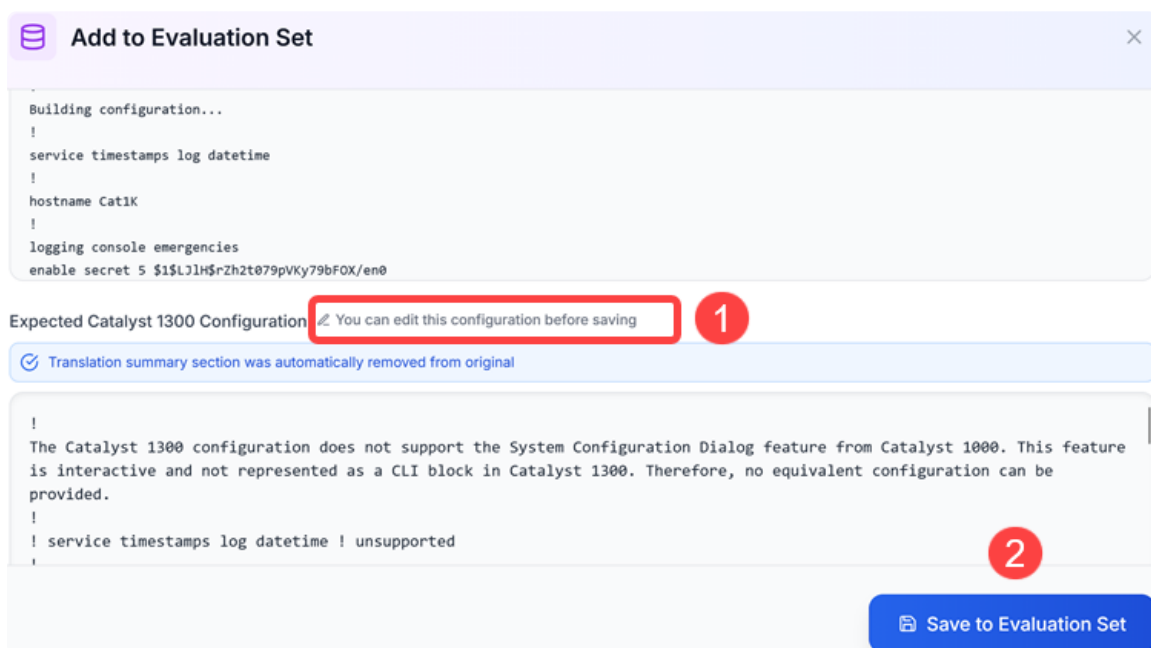 Add to Evaluation Set
Building configuration...
!
service timestamps log datetime
!
hostname Cat1K
!
logging console emergencies
enable secret 5 $1$LJlH$rZh2t079pVKy79bFOX/en0
Expected Catalyst 1300 Configuration You can edit this configuration before saving 1
Translation summary section was automatically removed from original
!
The Catalyst 1300 configuration does not support the System Configuration Dialog feature from Catalyst 1000. This feature
is interactive and not represented as a CLI block in Catalyst 1300. Therefore, no equivalent configuration can be
provided.
!
! service timestamps log datetime ! unsupported
!
2
Save to Evaluation Set